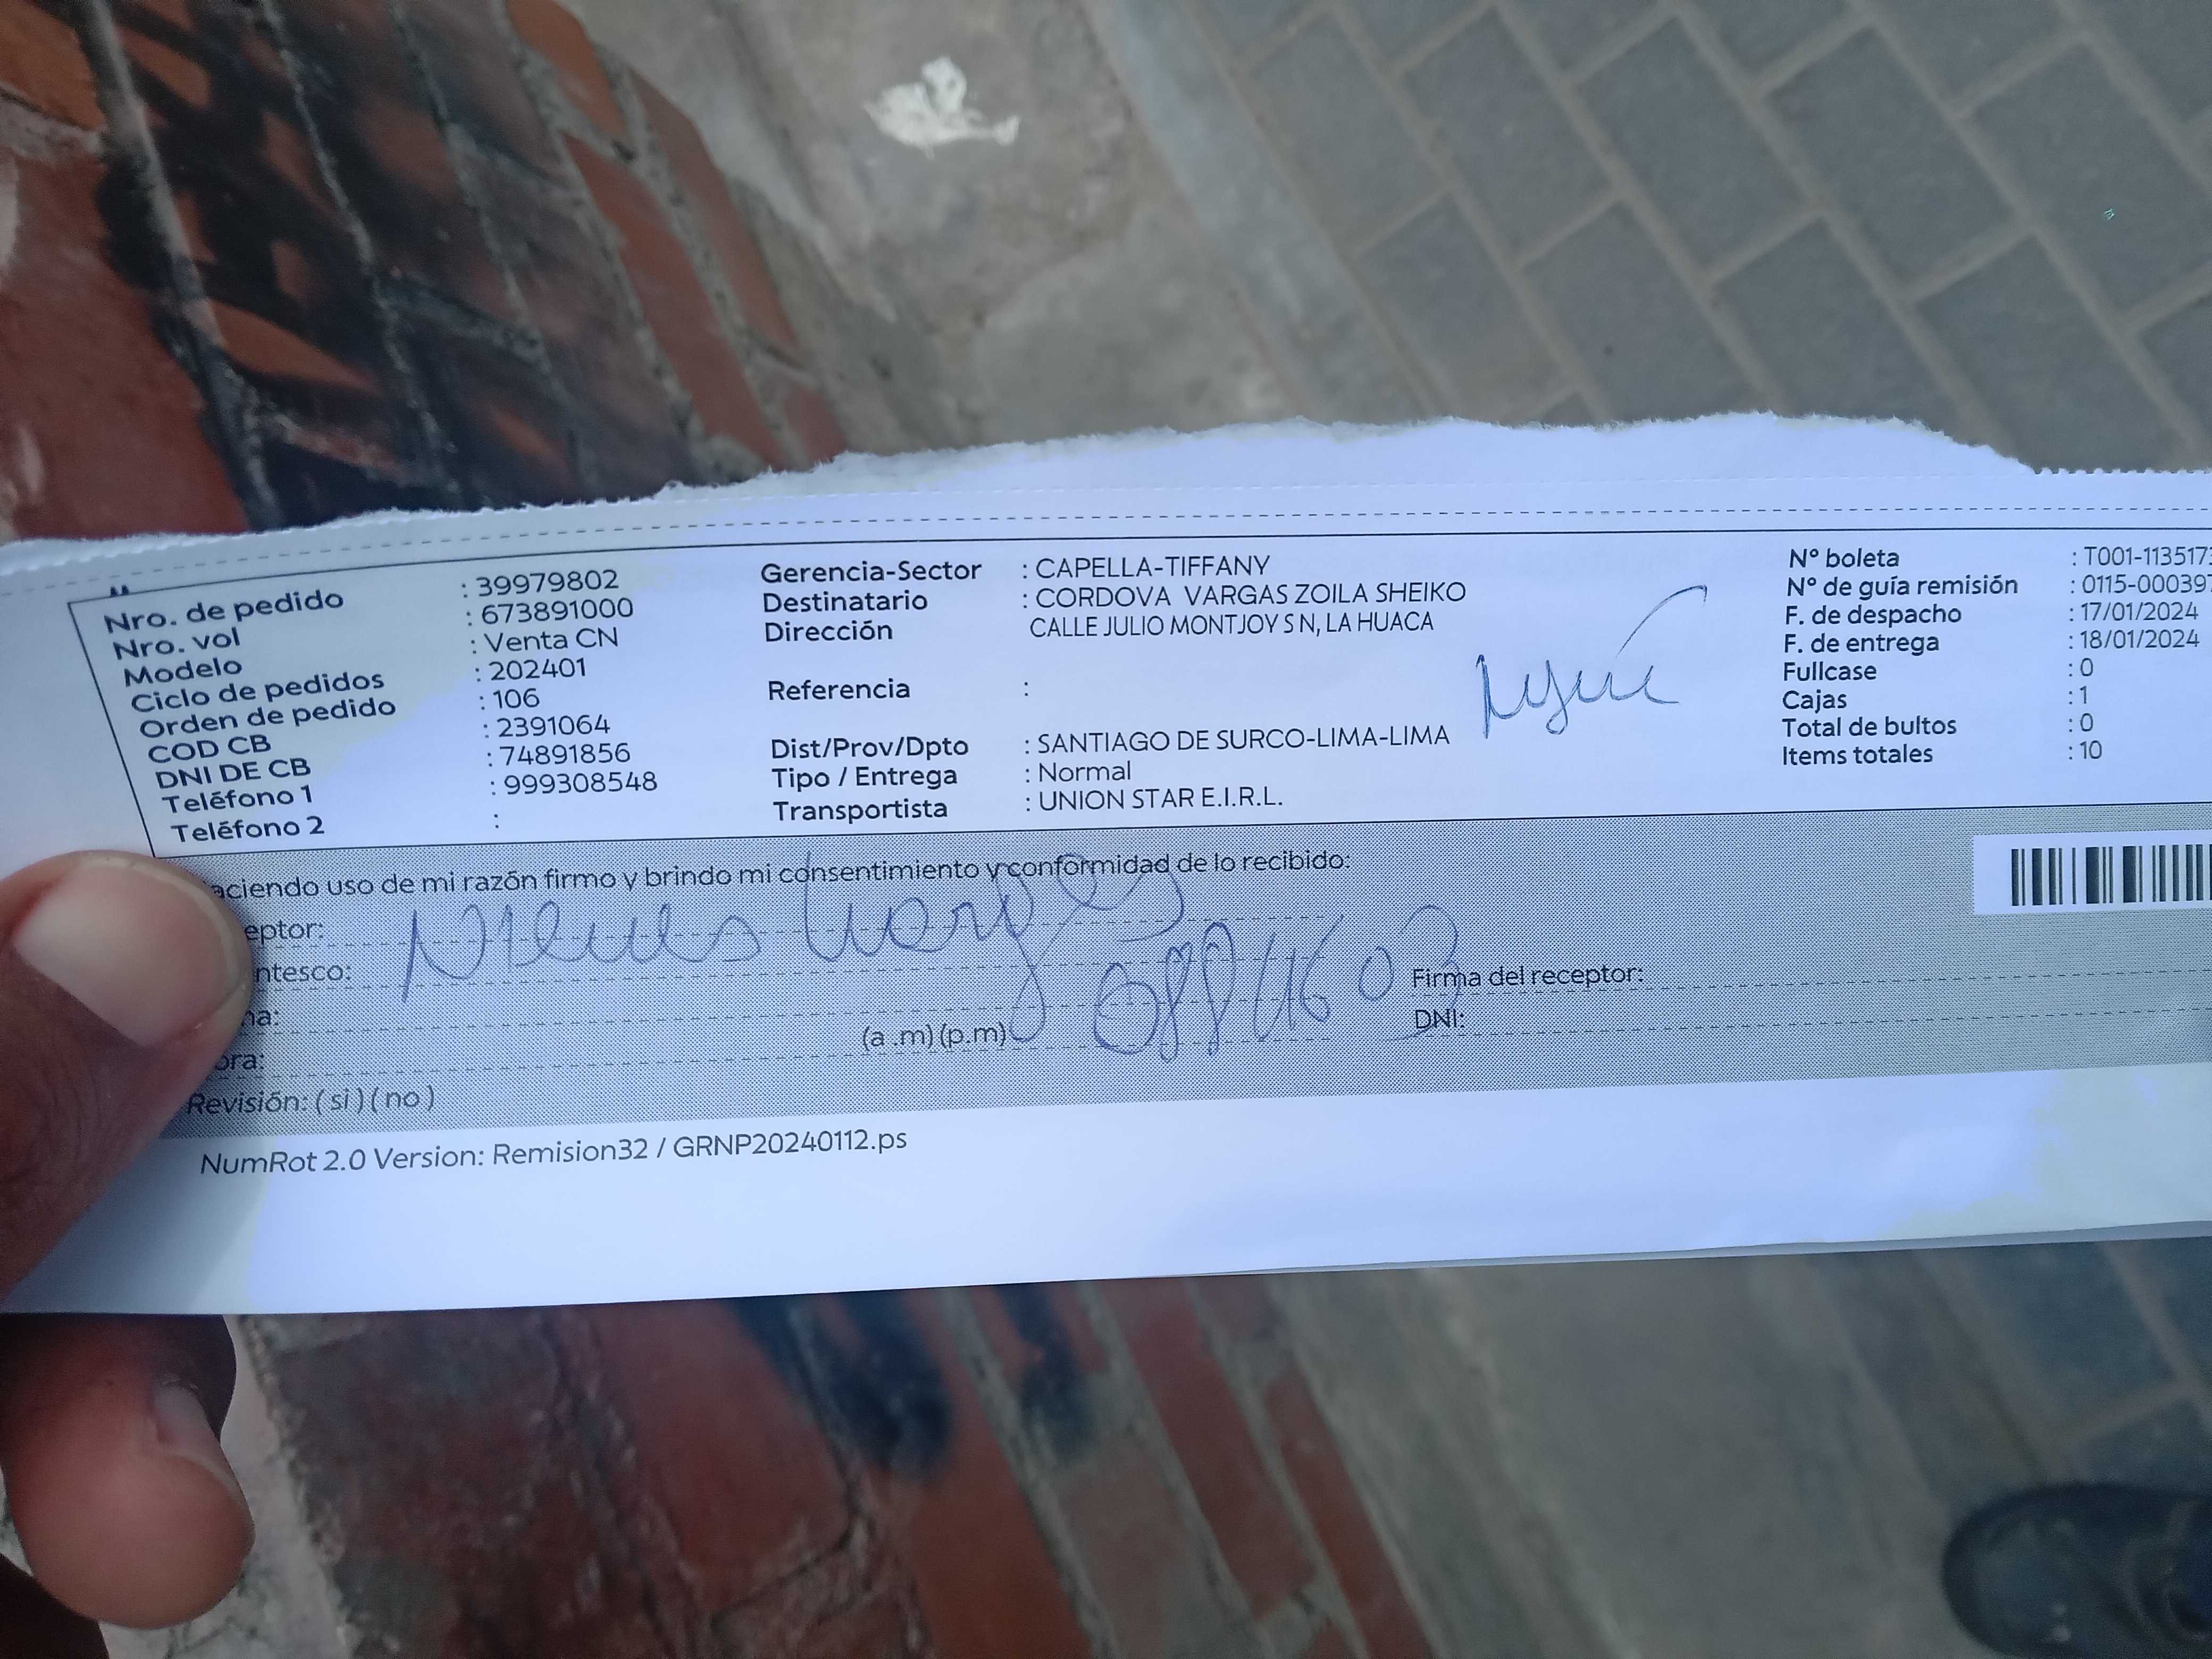 Nro. de pedido : 39979802
Nro. vol : 673891000
Modelo : Venta CN
Ciclo de pedidos : 202401
Orden de pedido : 106
COD CB : 2391064
DNI DE CB : 74891856
Teléfono 1 : 999308548
Teléfono 2 :
Gerencia-Sector : CAPELLA-TIFFANY
Destinatario : CORDOVA VARGAS ZOILA SHEIKO
Dirección CALLE JULIO MONTJOY S N, LA HUACA
Referencia :
Dist/Prov/Dpto : SANTIAGO DE SURCO-LIMA-LIMA
Tipo / Entrega : Normal
Transportista : UNION STAR E.I.R.L.
N° boleta : T001-113517
N° de guía remisión : 0115-00039
F. de despacho : 17/01/2024
F. de entrega : 18/01/2024
Fullcase : 0
Cajas : 1
Total de bultos : 0
Items totales : 10
aciendo uso de mi razón firmo y brindo mi consentimiento y conformidad de lo recibido:
eptor: Nieves Vargas
ntesco:
na:
ora: (a .m) (p.m)
Firma del receptor:
DNI:
Revisión: ( si ) ( no )
NumRot 2.0 Version: Remision32 / GRNP20240112.ps